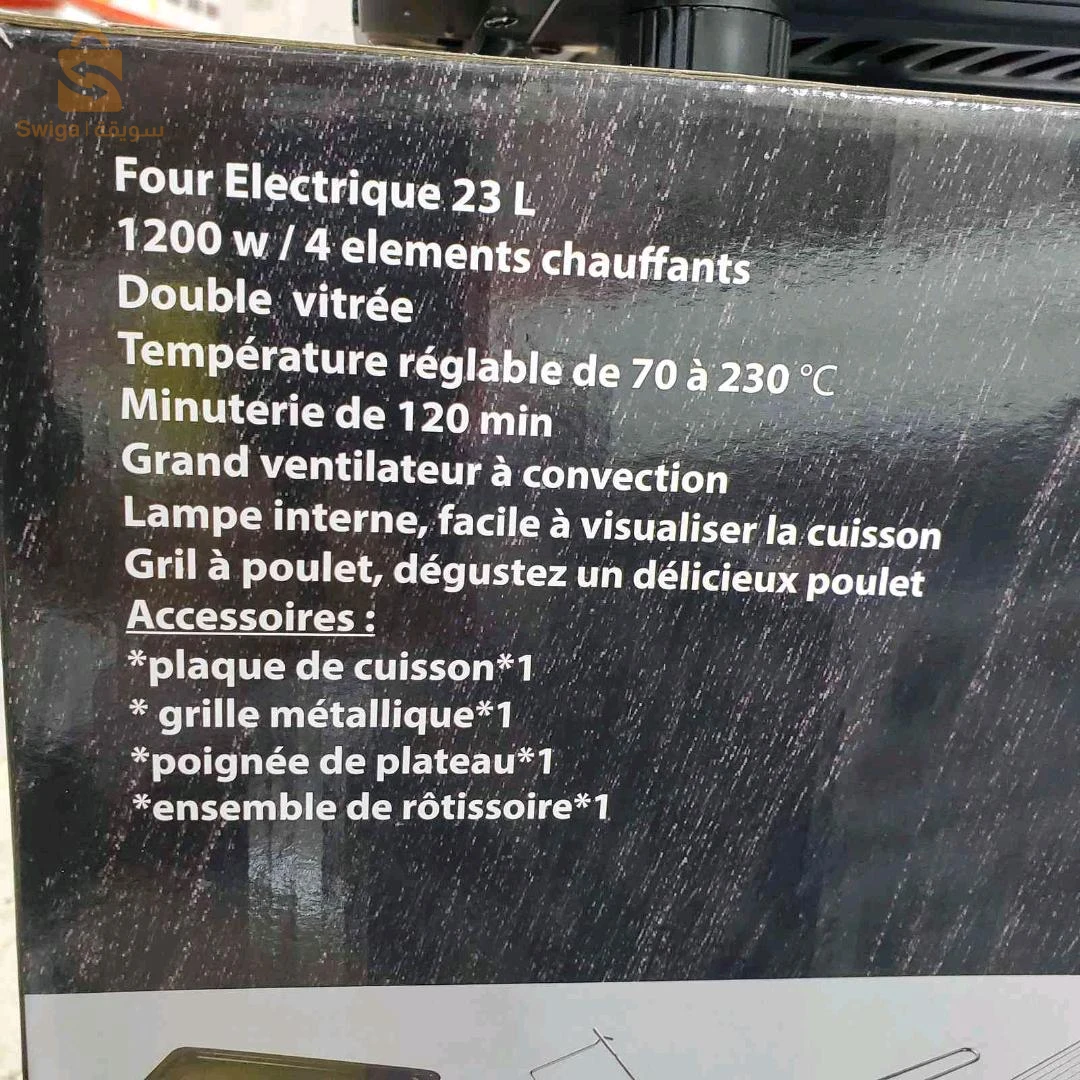 Swiga | سويقة
Four Electrique 23 L
1200 w / 4 elements chauffants
Double vitrée
Température réglable de 70 à 230 °C
Minuterie de 120 min
Grand ventilateur à convection
Lampe interne, facile à visualiser la cuisson
Gril à poulet, dégustez un délicieux poulet
Accessoires :
*plaque de cuisson*1
* grille métallique*1
*poignée de plateau*1
*ensemble de rôtissoire*1